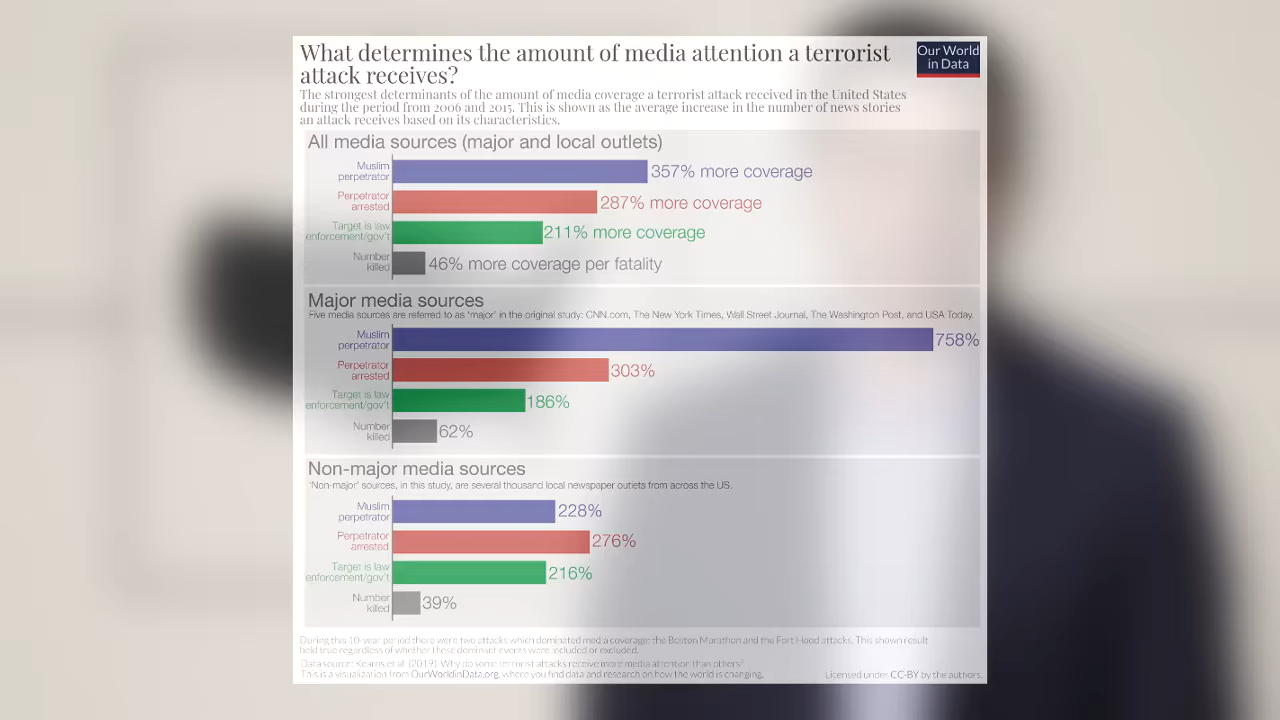 What determines the amount of media attention a terrorist
attack receives?
Our World
in Data
The strongest determinants of the amount of media coverage a terrorist attack received in the United States
during the period from 2006 and 2015. This is shown as the average increase in the number of news stories
an attack receives based on its characteristics.
All media sources (major and local outlets)
Muslim
perpetrator
357% more coverage
Perpetrator
arrested
287% more coverage
Target is law
enforcement/gov't
211% more coverage
Number
killed
46% more coverage per fatality
Major media sources
Five media sources are referred to as 'major' in the original study: CNN.com, The New York Times, Wall Street Journal, The Washington Post, and USA Today.
Muslim
perpetrator
758%
Perpetrator
arrested
303%
Target is law
enforcement/gov't
186%
Number
killed
62%
Non-major media sources
'Non-major' sources, in this study, are several thousand local newspaper outlets from across the US.
Muslim
perpetrator
228%
Perpetrator
arrested
276%
Target is law
enforcement/gov't
216%
Number
killed
39%
During this 10-year period there were two attacks which dominated media coverage: the Boston Marathon and the Fort Hood attacks. This shown result
held true regardless of whether these dominant events were included or excluded.
Data source: Kearns et al. (2019). Why do some terrorist attacks receive more media attention than others?
This is a visualization from OurWorldinData.org, where you find data and research on how the world is changing.
Licensed under CC-BY by the authors.